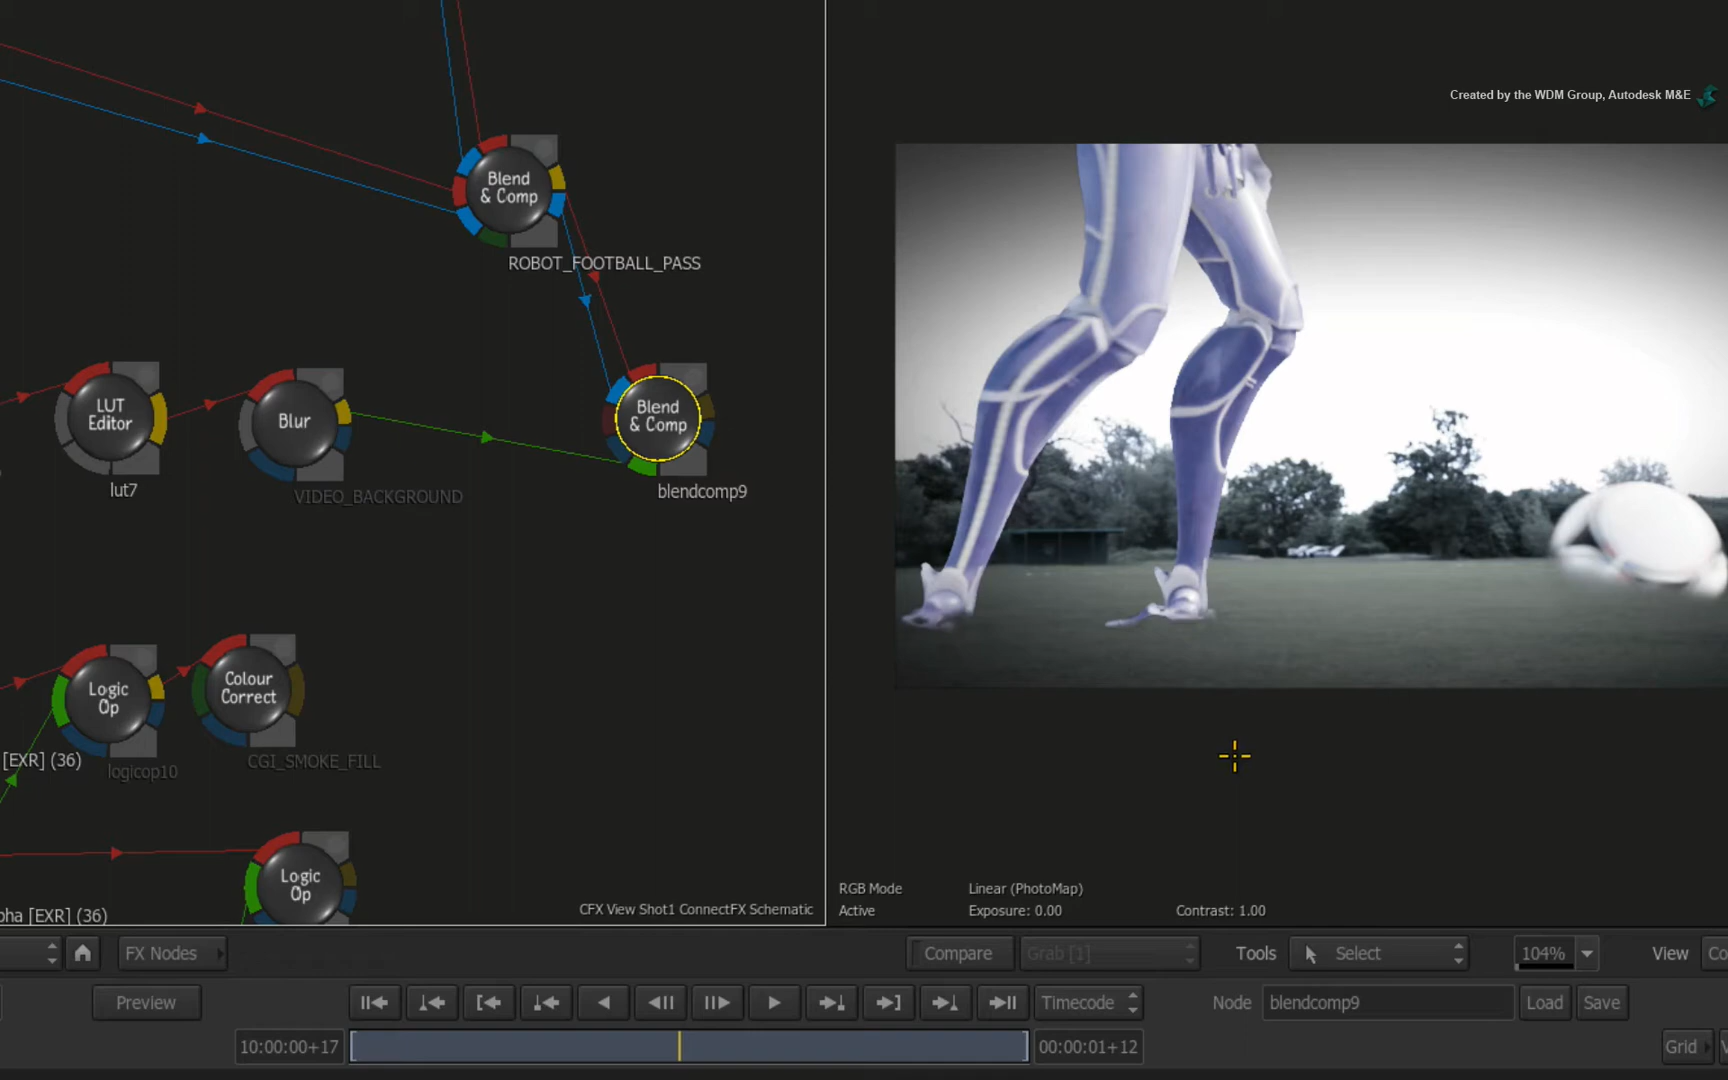 Created by the WDM Group, Autodesk M&E
Blend
& Comp
ROBOT_FOOTBALL_PASS
LUT
Editor
lut7
Blur
VIDEO_BACKGROUND
Blend
& Comp
blendcomp9
Logic
Op
[EXR] (36)
logicop10
Colour
Correct
CGI_SMOKE_FILL
Logic
Op
pha [EXR] (36)
CFX View Shot1 ConnectFX Schematic
RGB Mode
Linear (PhotoMap)
Active
Exposure: 0.00
Contrast: 1.00
FX Nodes
Compare
Grab [1]
Tools
Select
104%
View
Co
Preview
Timecode
Node
blendcomp9
Load
Save
10:00:00+17
00:00:01+12
Grid